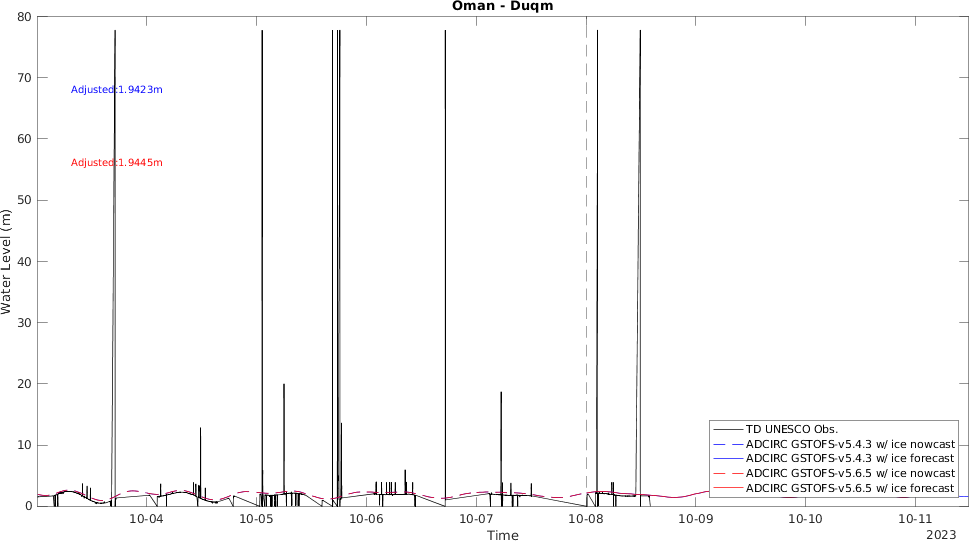 Oman - Duqm
80
70
60
50
40
30
20
10
0
Water Level (m)
Adjusted:1.9423m
Adjusted:1.9445m
TD UNESCO Obs.
ADCIRC GSTOFS-v5.4.3 w/ ice nowcast
ADCIRC GSTOFS-v5.4.3 w/ ice forecast
ADCIRC GSTOFS-v5.6.5 w/ ice nowcast
ADCIRC GSTOFS-v5.6.5 w/ ice forecast
10-04 10-05 10-06 10-07 10-08 10-09 10-10 10-11
Time
2023